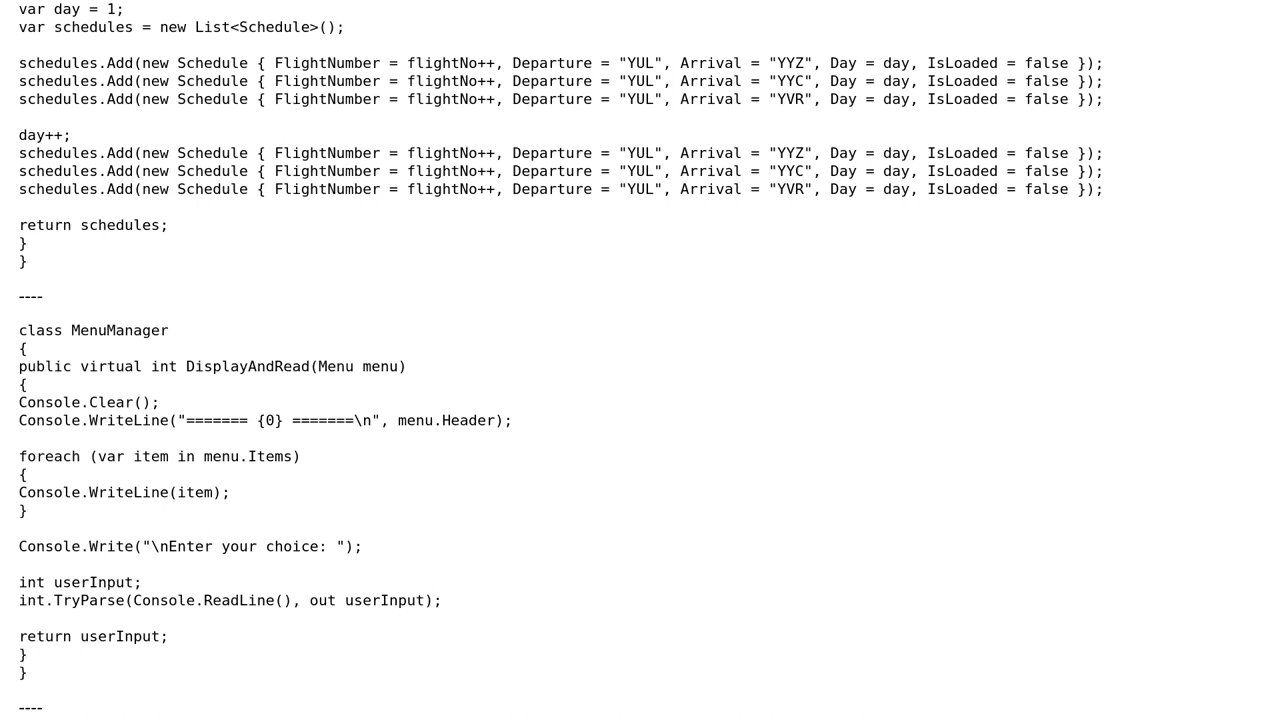 var day = 1;
var schedules = new List<Schedule>();
schedules.Add(new Schedule { FlightNumber = flightNo++, Departure = "YUL", Arrival = "YYZ", Day = day, IsLoaded = false });
schedules.Add(new Schedule { FlightNumber = flightNo++, Departure = "YUL", Arrival = "YYC", Day = day, IsLoaded = false });
schedules.Add(new Schedule { FlightNumber = flightNo++, Departure = "YUL", Arrival = "YVR", Day = day, IsLoaded = false });
day++;
schedules.Add(new Schedule { FlightNumber = flightNo++, Departure = "YUL", Arrival = "YYZ", Day = day, IsLoaded = false });
schedules.Add(new Schedule { FlightNumber = flightNo++, Departure = "YUL", Arrival = "YYC", Day = day, IsLoaded = false });
schedules.Add(new Schedule { FlightNumber = flightNo++, Departure = "YUL", Arrival = "YVR", Day = day, IsLoaded = false });
return schedules;
}
}
----
class MenuManager
{
public virtual int DisplayAndRead(Menu menu)
{
Console.Clear();
Console.WriteLine("======= {0} =======\n", menu.Header);
foreach (var item in menu.Items)
{
Console.WriteLine(item);
}
Console.Write("\nEnter your choice: ");
int userInput;
int.TryParse(Console.ReadLine(), out userInput);
return userInput;
}
}
----